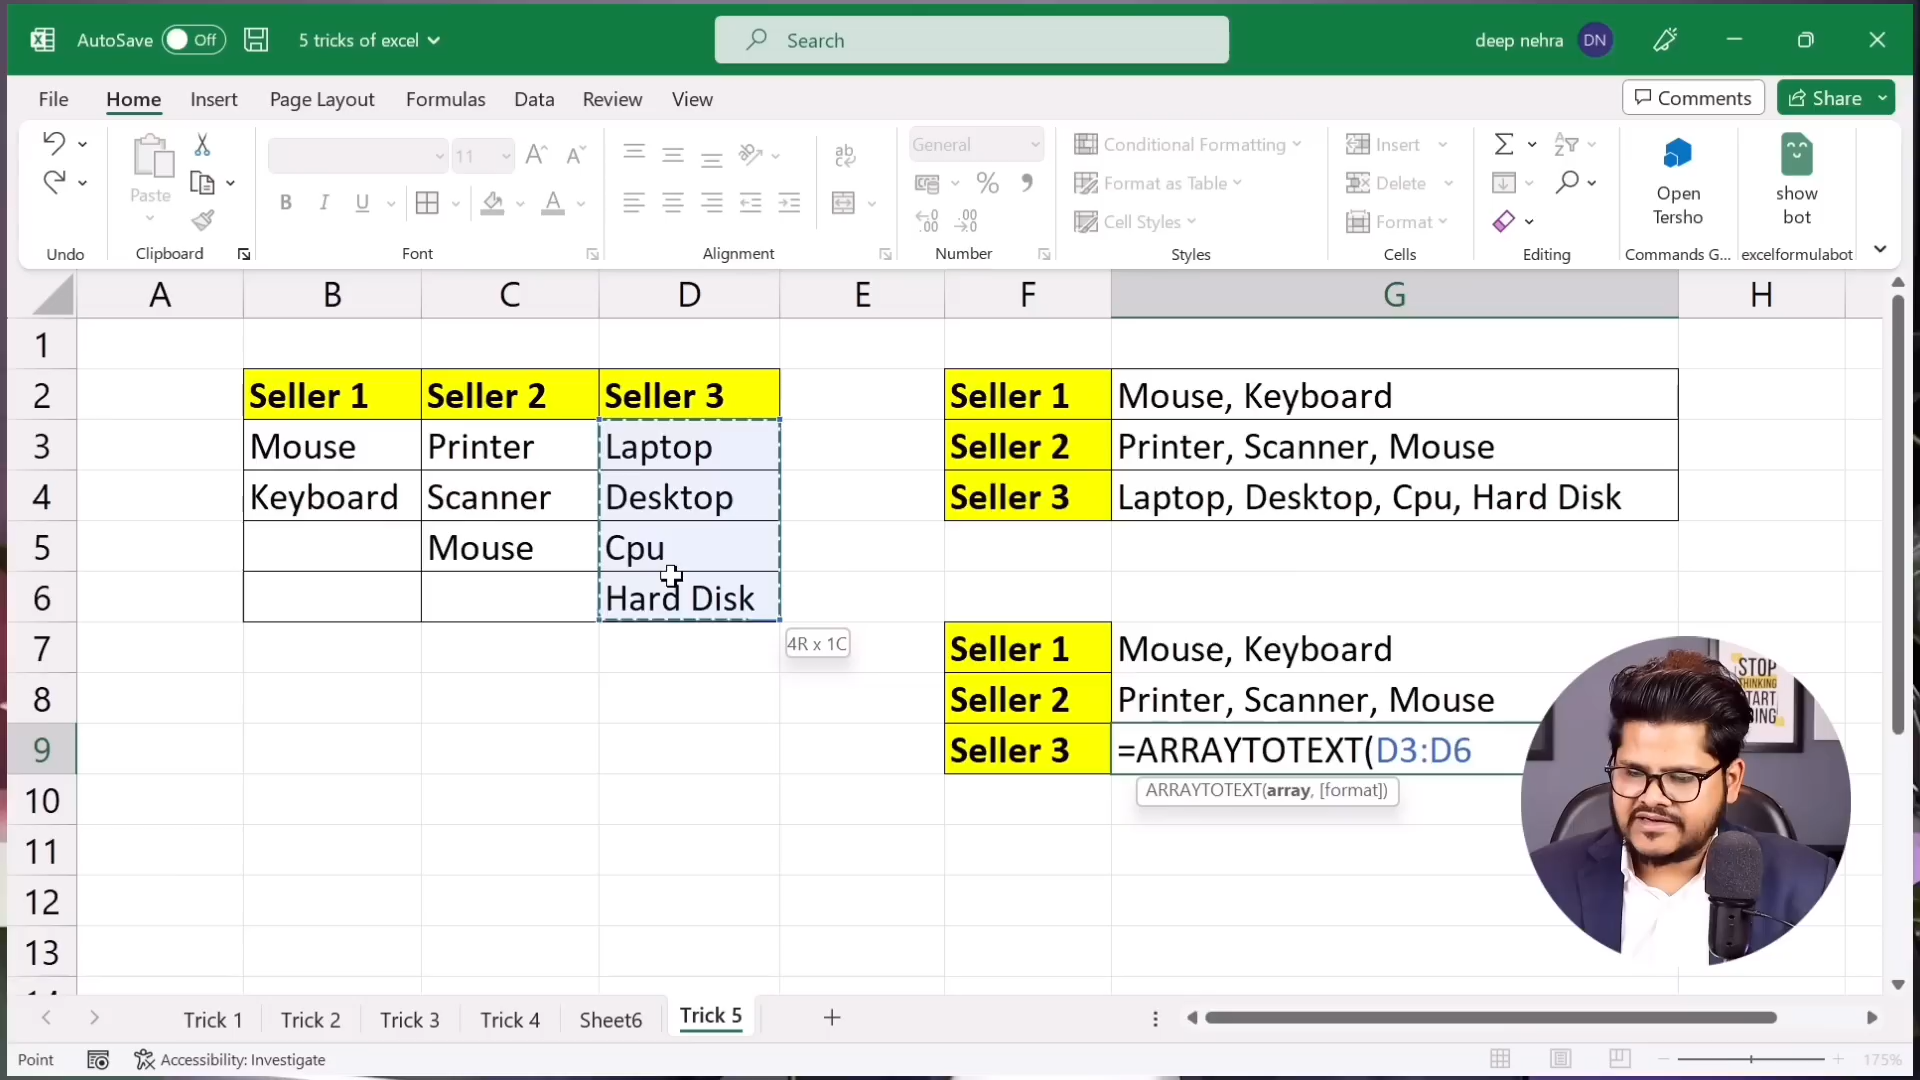 AutoSave Off 5 tricks of excel Search deep nehra DN
File Home Insert Page Layout Formulas Data Review View Comments Share
Paste 11 General Conditional Formatting Insert
Format as Table Delete Open Tersho show bot
Cell Styles Format
Undo Clipboard Font Alignment Number Styles Cells Editing Commands G... excelformulabot
A B C D E F G H
1
2 Seller 1 Seller 2 Seller 3 Seller 1 Mouse, Keyboard
3 Mouse Printer Laptop Seller 2 Printer, Scanner, Mouse
4 Keyboard Scanner Desktop Seller 3 Laptop, Desktop, Cpu, Hard Disk
5 Mouse Cpu
6 Hard Disk
7 4R x 1C Seller 1 Mouse, Keyboard
8 Seller 2 Printer, Scanner, Mouse
9 Seller 3 =ARRAYTOTEXT(D3:D6
ARRAYTOTEXT(array, [format])
10
11
12
13
STOP
THINKING
START
Trick 1 Trick 2 Trick 3 Trick 4 Sheet6 Trick 5
Point Accessibility: Investigate 175%